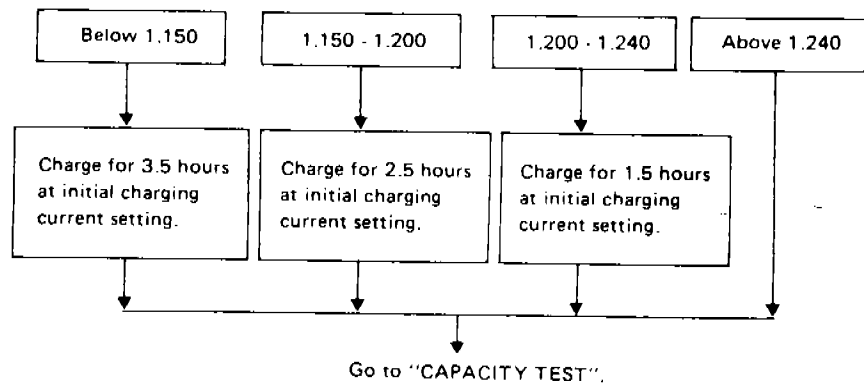 Below 1.150
1.150 - 1.200
1.200 - 1.240
Above 1.240
Charge for 3.5 hours
at initial charging
current setting.
Charge for 2.5 hours
at initial charging
current setting.
Charge for 1.5 hours
at initial charging
current setting.
Go to "CAPACITY TEST".